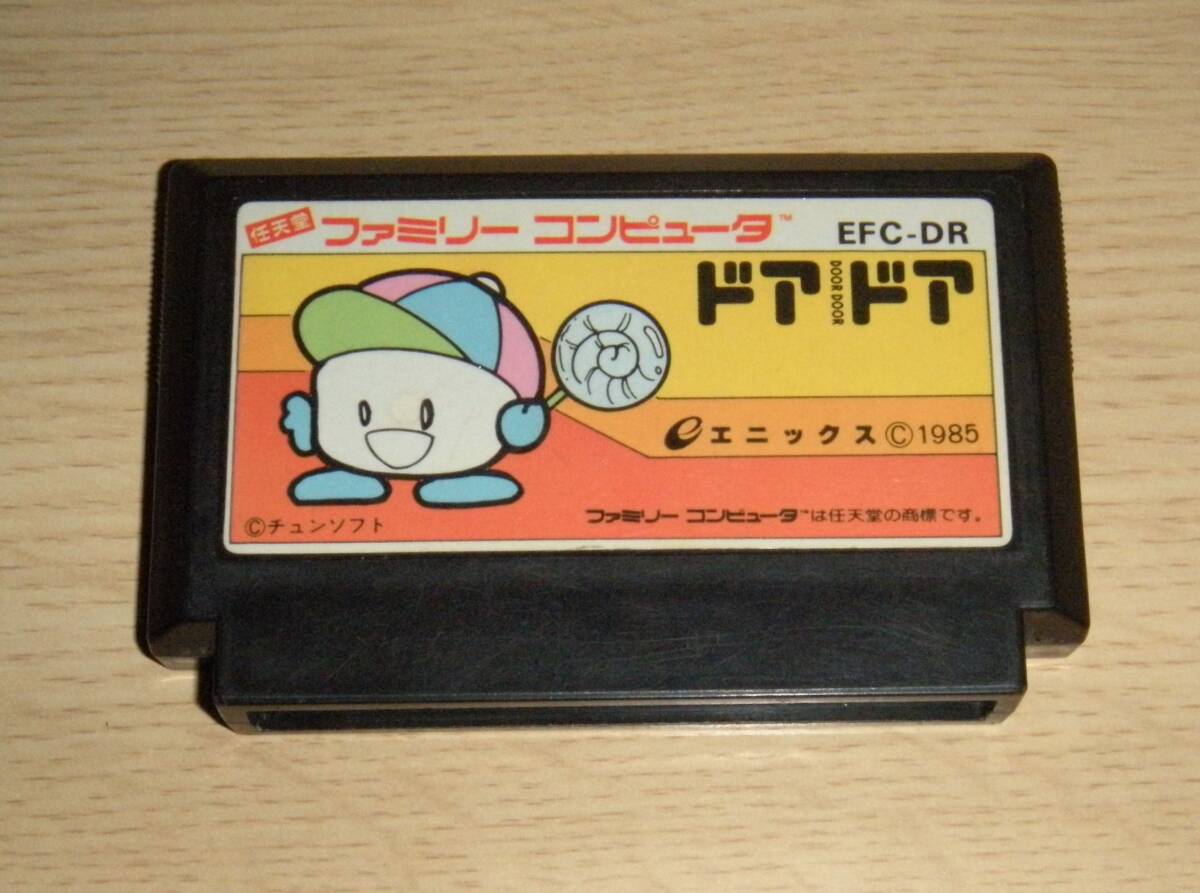 任天堂 ファミリー コンピュータ™ EFC-DR
ドアドア
DOOR DOOR
e エニックス ©1985
©チュンソフト
ファミリー コンピュータ™は任天堂の商標です。